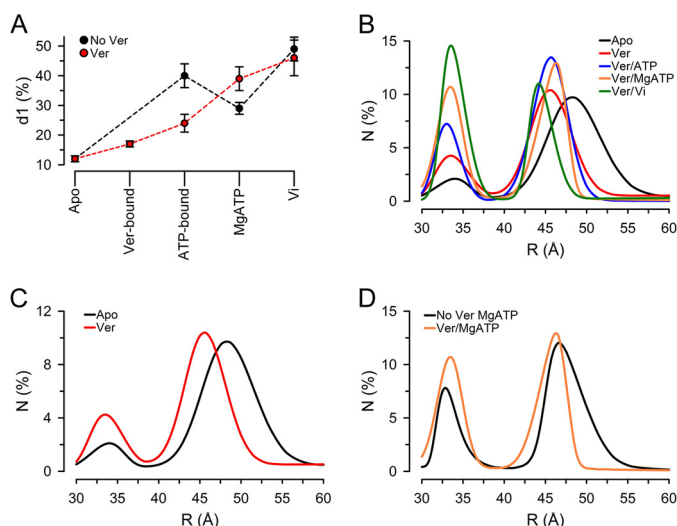 A
No Ver
Ver
d1 (%)
50
40
30
20
10
Apo
Ver-bound
ATP-bound
MgATP
Vi
B
Apo
Ver
Ver/ATP
Ver/MgATP
Ver/Vi
N (%)
15
10
5
0
30 35 40 45 50 55 60
R (Å)
C
Apo
Ver
N (%)
12
9
6
3
0
30 35 40 45 50 55 60
R (Å)
D
No Ver MgATP
Ver/MgATP
N (%)
15
10
5
0
30 35 40 45 50 55 60
R (Å)